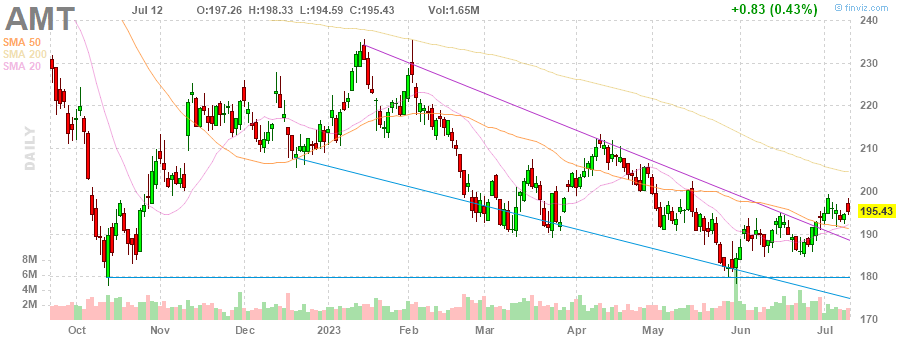 AMT Jul 12 O:197.26 H:198.33 L:194.59 C:195.43 Vol:1.65M +0.83 (0.43%) © finviz.com
SMA 50
SMA 200
SMA 20
DAILY
240
230
220
210
200
195.43
190
180
170
8M
6M
4M
2M
Oct Nov Dec 2023 Feb Mar Apr May Jun Jul